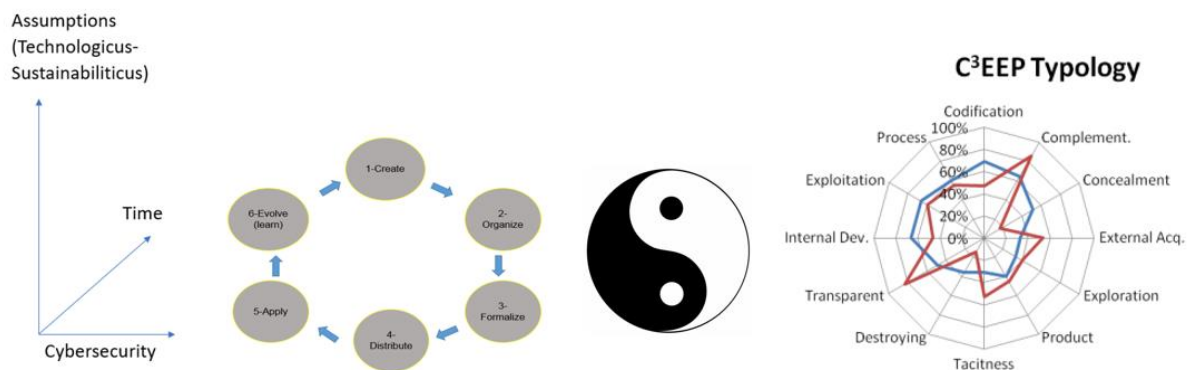 Assumptions
(Technologicus-
Sustainabiliticus)
Time
Cybersecurity
1-Create
2-
Organize
3-
Formalize
4-
Distribute
5-Apply
6-Evolve
(learn)
C³EEP Typology
Codification
100%
80%
60%
40%
20%
0%
Complement.
Concealment
External Acq.
Exploration
Product
Tacitness
Destroying
Transparent
Internal Dev.
Exploitation
Process